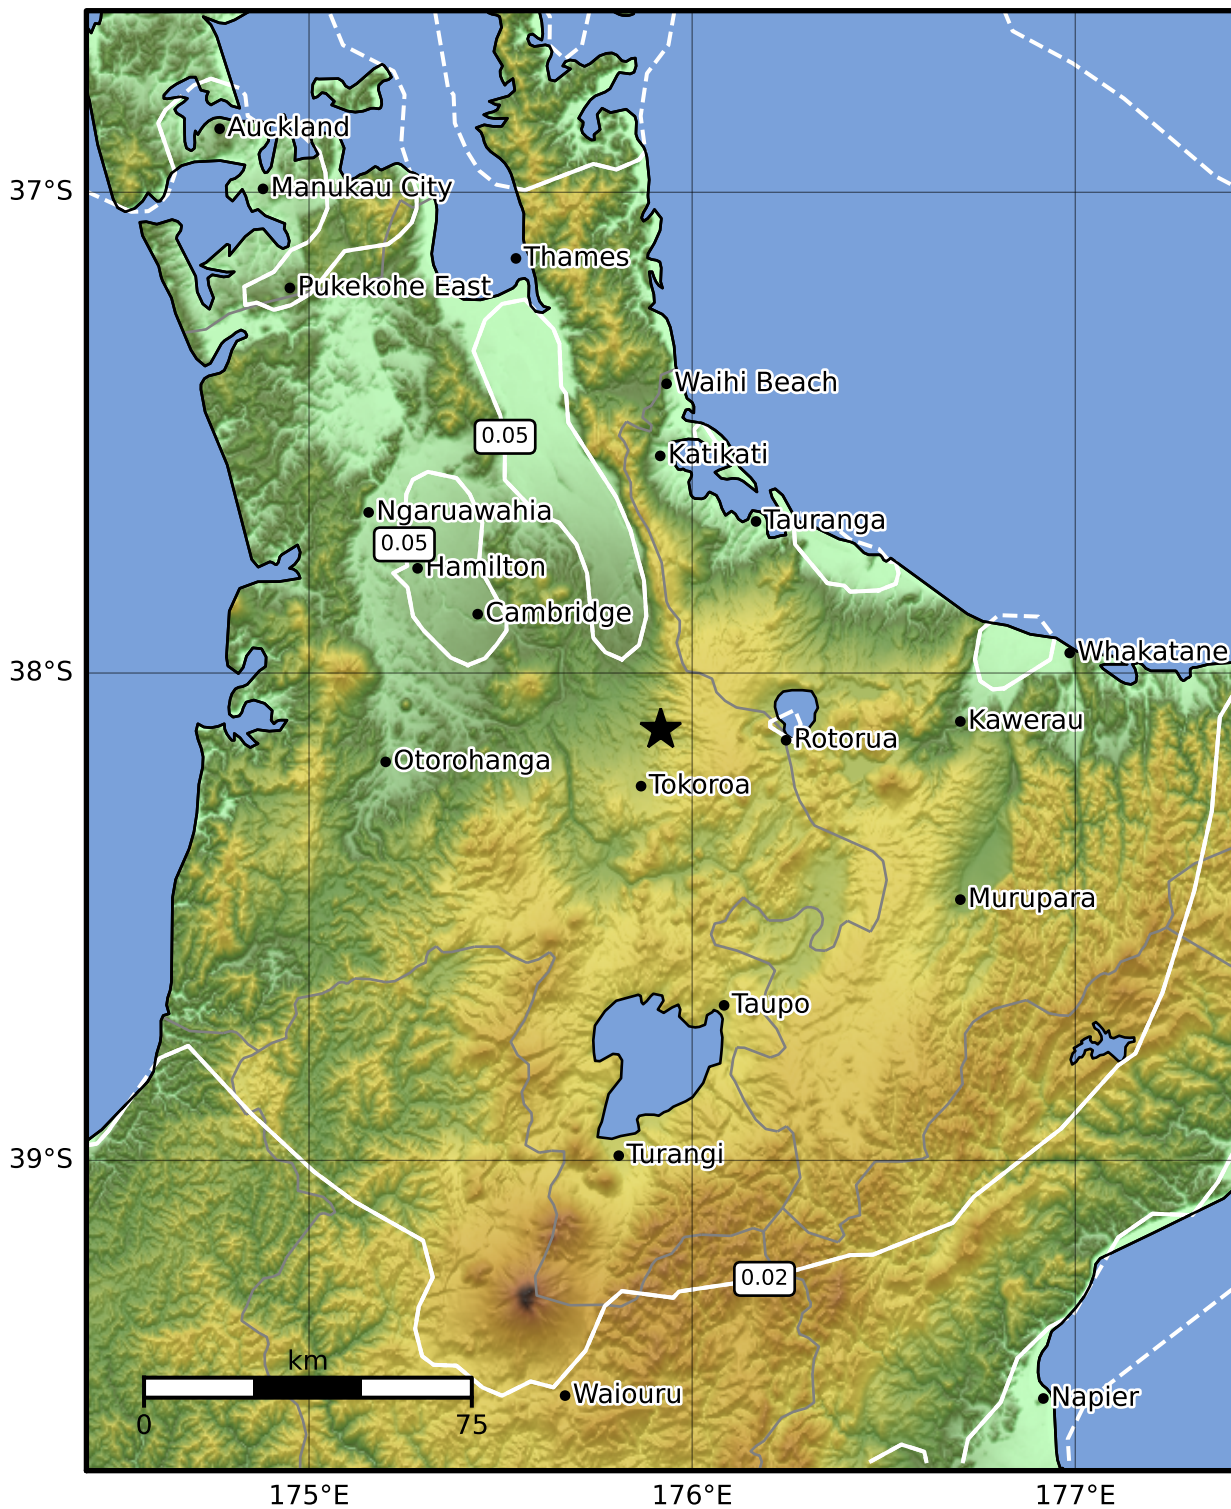 Auckland
37°S
Manukau City
Thames
Pukekohe East
Waihi Beach
0.05
Katikati
Ngaruawahia
Tauranga
0.05
Hamilton
Cambridge
Whakatane
38°S
Kawerau
Rotorua
Otorohanga
Tokoroa
Murupara
Taupo
Turangi
39°S
0.02
km
Waiouru
Napier
0 75
175°E 176°E 177°E